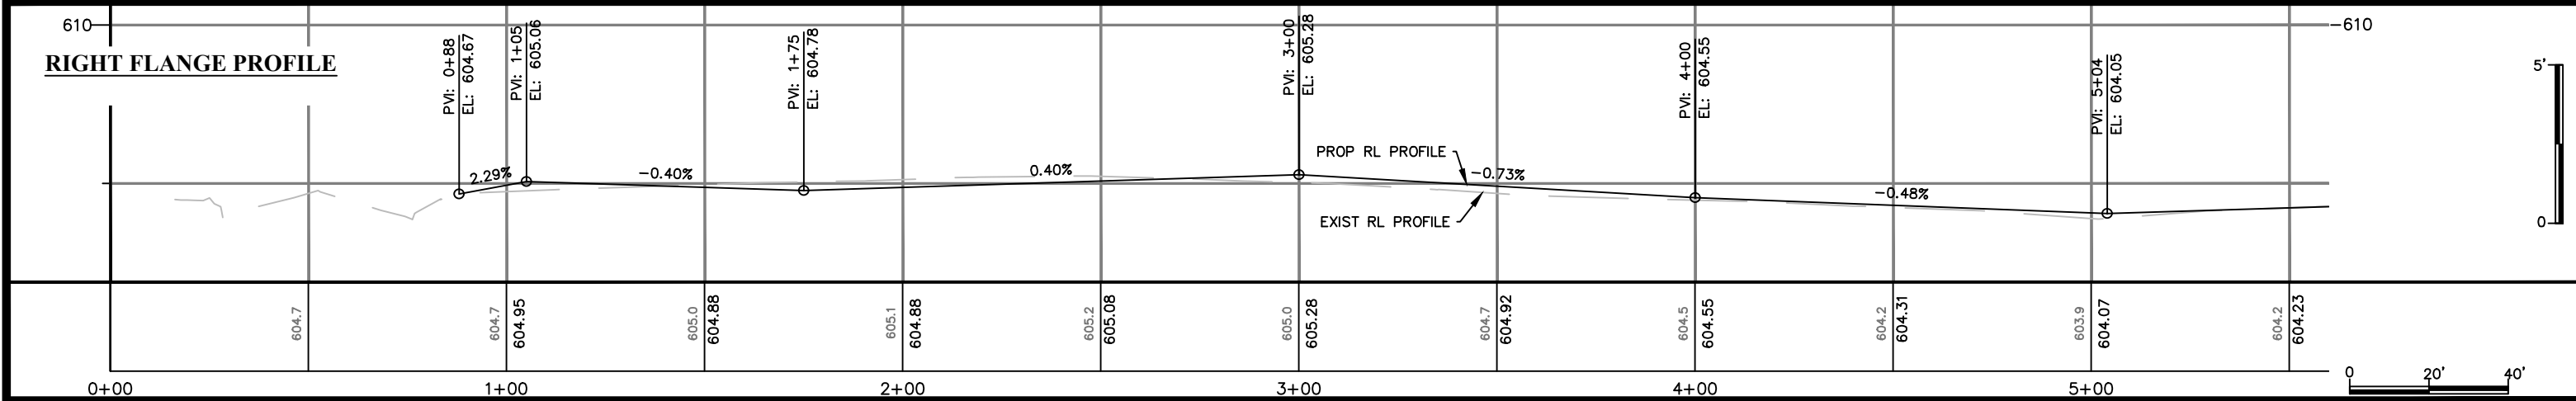 610
-610
RIGHT FLANGE PROFILE
PVI: 0+88
EL: 604.67
PVI: 1+05
EL: 605.06
PVI: 1+75
EL: 604.78
PVI: 3+00
EL: 605.28
PVI: 4+00
EL: 604.55
PVI: 5+04
EL: 604.05
5'
0
2.29%
-0.40%
0.40%
-0.73%
-0.48%
PROP RL PROFILE
EXIST RL PROFILE
604.7
604.7
604.95
605.0
604.88
605.1
604.88
605.2
605.08
605.0
605.28
604.7
604.92
604.5
604.55
604.2
604.31
603.9
604.07
604.2
604.23
0+00
1+00
2+00
3+00
4+00
5+00
0
20'
40'